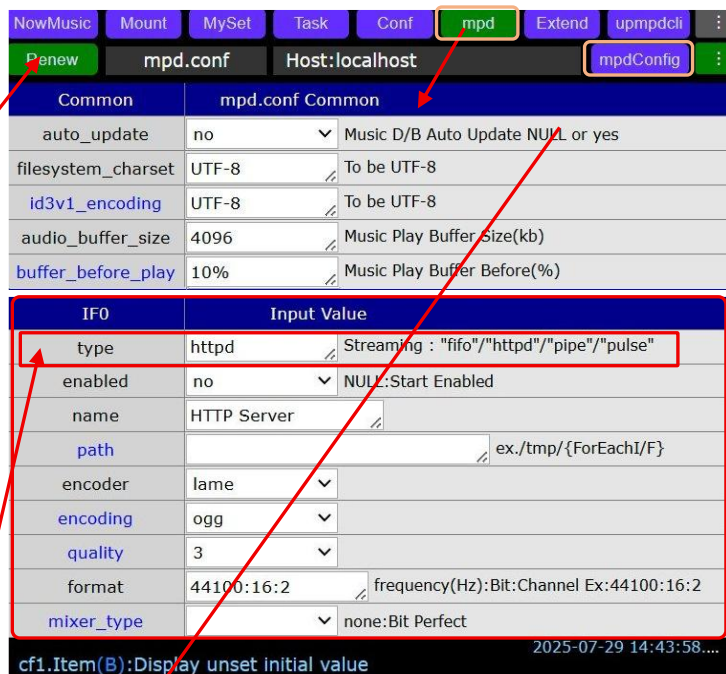 NowMusic Mount MySet Task Conf mpd Extend upmpdcli :
Renew mpd.conf Host:localhost mpdConfig :
Common mpd.conf Common
auto_update no Music D/B Auto Update NULL or yes
filesystem_charset UTF-8 To be UTF-8
id3v1_encoding UTF-8 To be UTF-8
audio_buffer_size 4096 Music Play Buffer Size(kb)
buffer_before_play 10% Music Play Buffer Before(%)
IF0 Input Value
type httpd Streaming : "fifo"/"httpd"/"pipe"/"pulse"
enabled no NULL:Start Enabled
name HTTP Server
path ex./tmp/{ForEachI/F}
encoder lame
encoding ogg
quality 3
format 44100:16:2 frequency(Hz):Bit:Channel Ex:44100:16:2
mixer_type none:Bit Perfect
2025-07-29 14:43:58....
cf1.Item(B):Display unset initial value